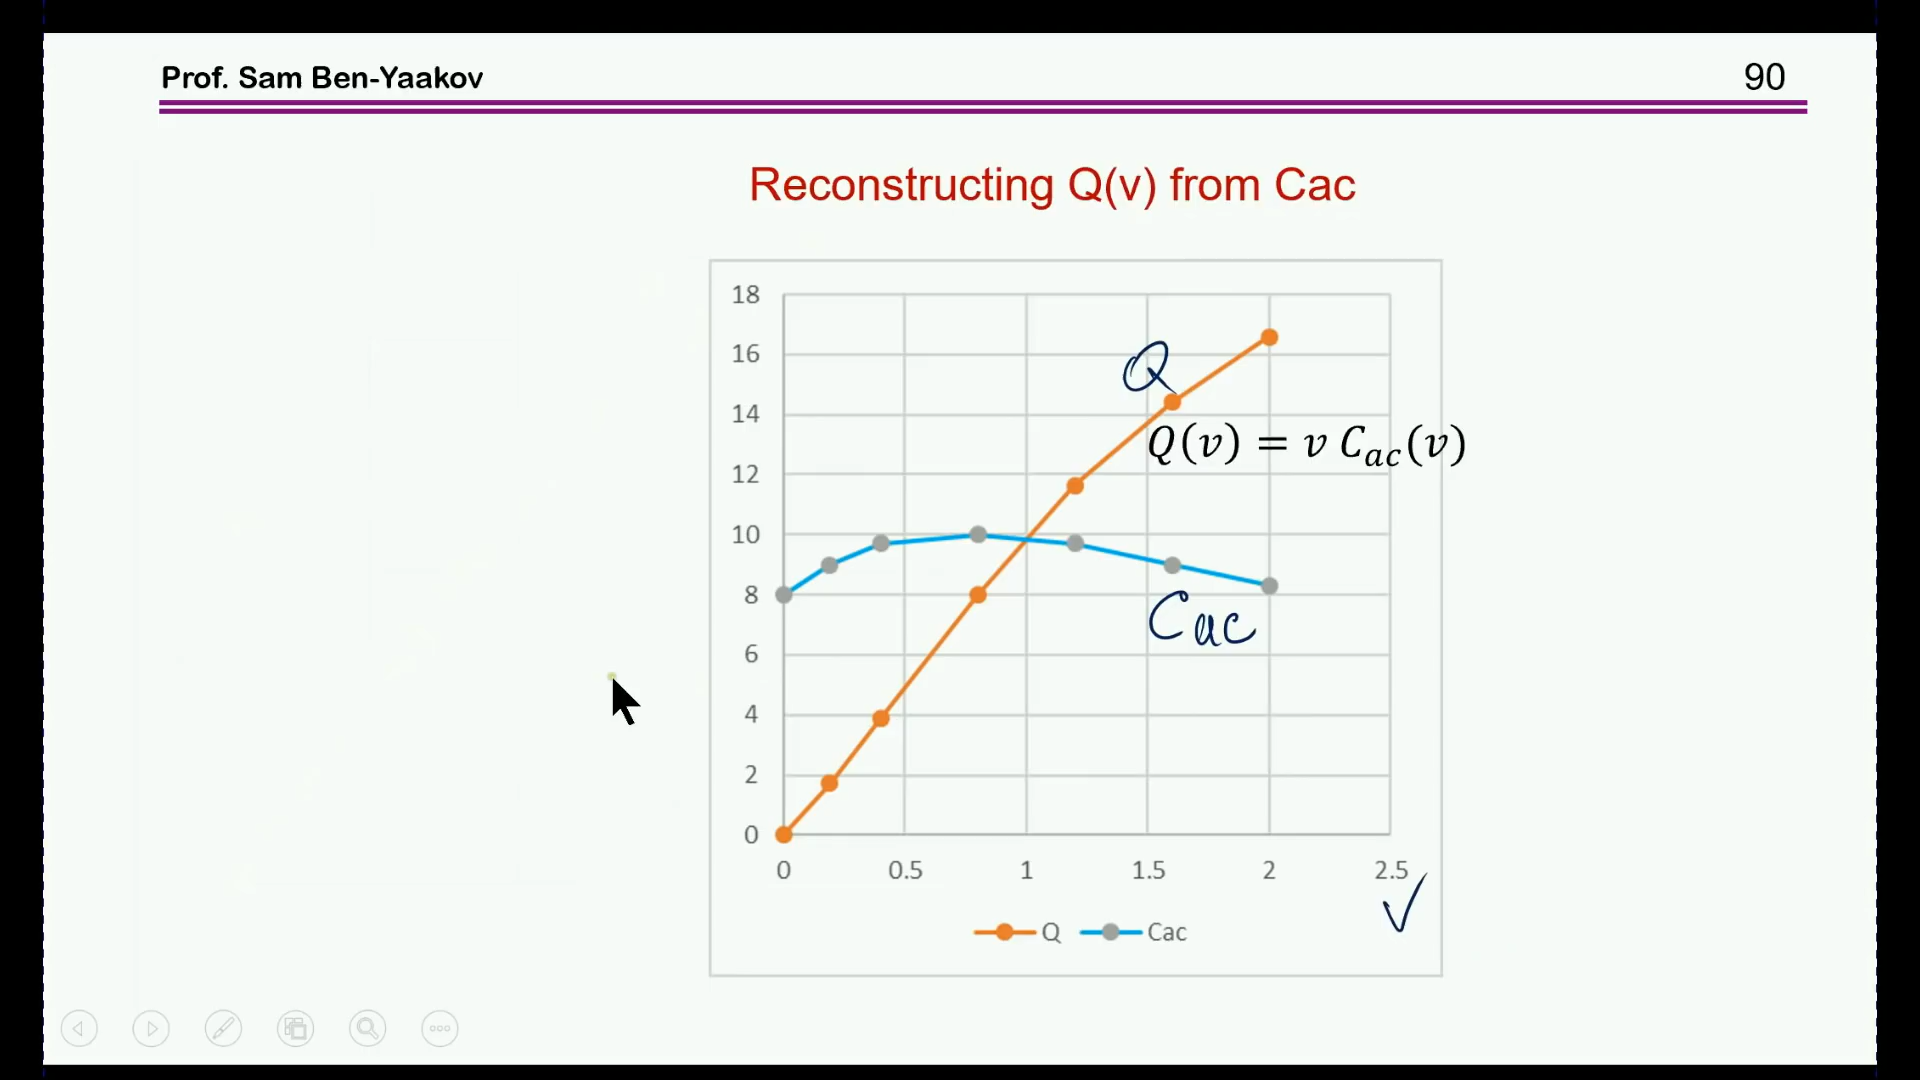 Prof. Sam Ben-Yaakov
90
Reconstructing Q(v) from Cac
18
16
14
12
10
8
6
4
2
0
Q
Q(v) = v C_ac(v)
Cac
0 0.5 1 1.5 2 2.5
V
Q Cac